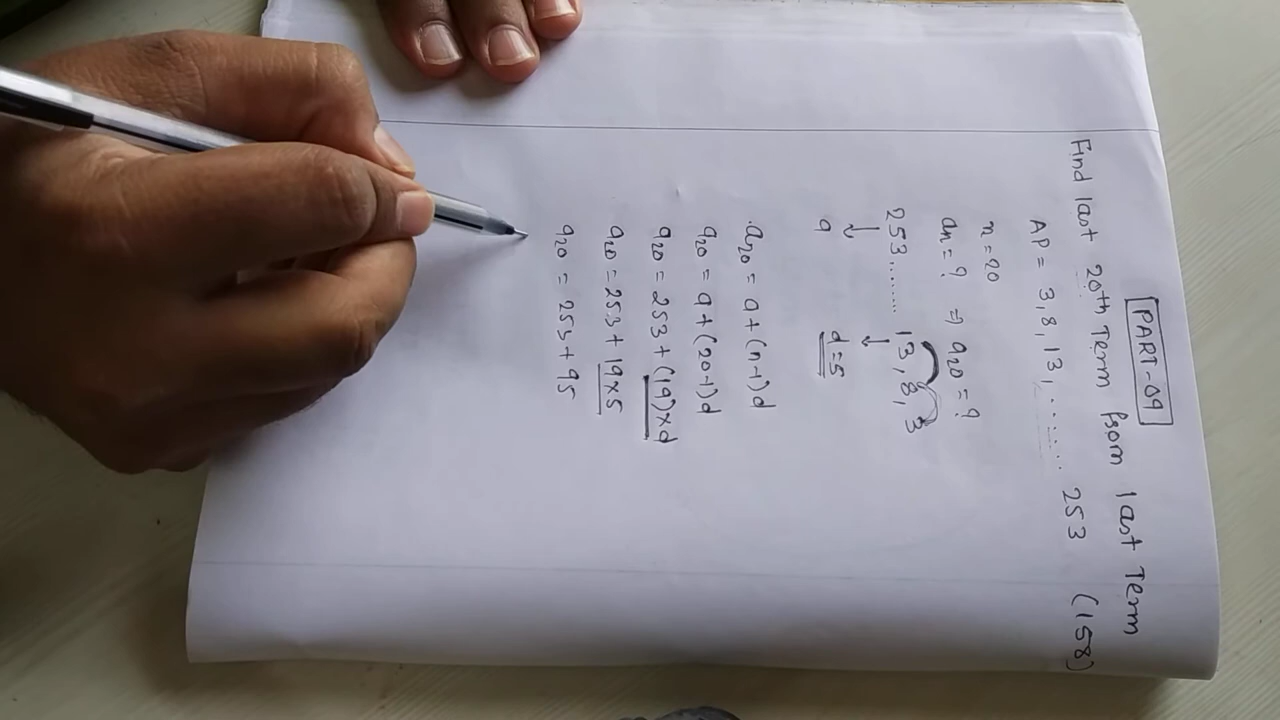 PART-09
Find last 20th Term from last Term
AP = 3, 8, 13, ....... 253 (158)
n = 20
an = ? ⇒ a20 = ?
253........ 13, 8, 3
↓ ↓
a d = 5
a20 = a + (n-1)d
a20 = a + (20-1)d
a20 = 253 + (19)×d
a20 = 253 + 19×5
a20 = 253 + 95